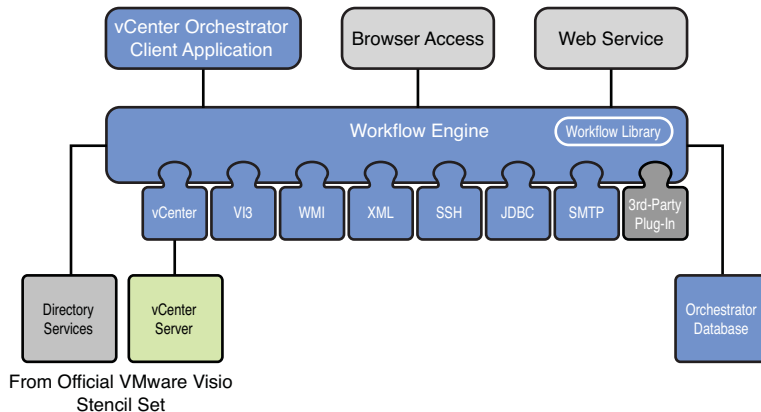 vCenter Orchestrator
Client Application
Browser Access
Web Service
Workflow Engine
Workflow Library
vCenter
VI3
WMI
XML
SSH
JDBC
SMTP
3rd-Party
Plug-In
Directory
Services
vCenter
Server
Orchestrator
Database
From Official VMware Visio
Stencil Set